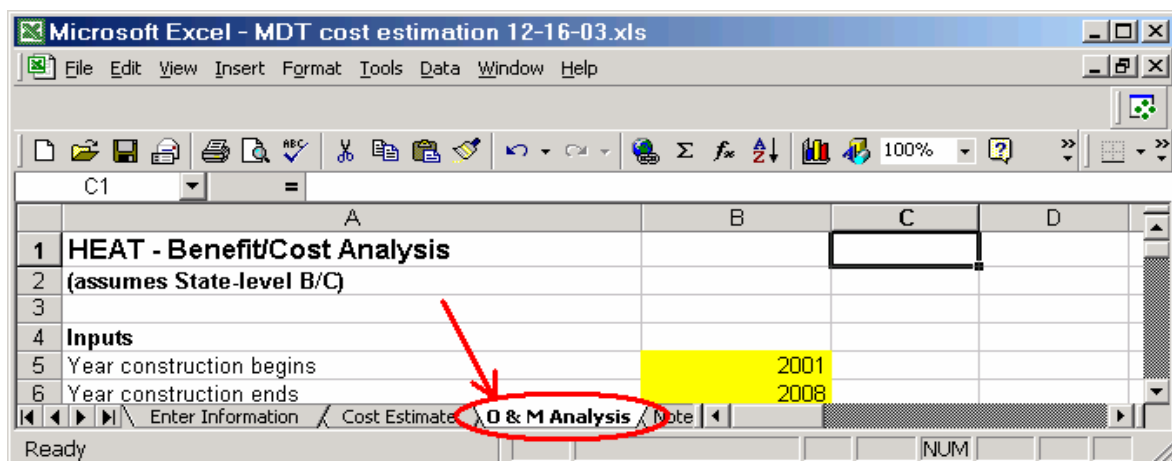 Microsoft Excel - MDT cost estimation 12-16-03.xls
File Edit View Insert Format Tools Data Window Help
ABC Σ fx A Z 100% ?
C1 =
A B C D
1 HEAT - Benefit/Cost Analysis
2 (assumes State-level B/C)
3
4 Inputs
5 Year construction begins 2001
6 Year construction ends 2008
Enter Information Cost Estimate O & M Analysis Note
Ready NUM